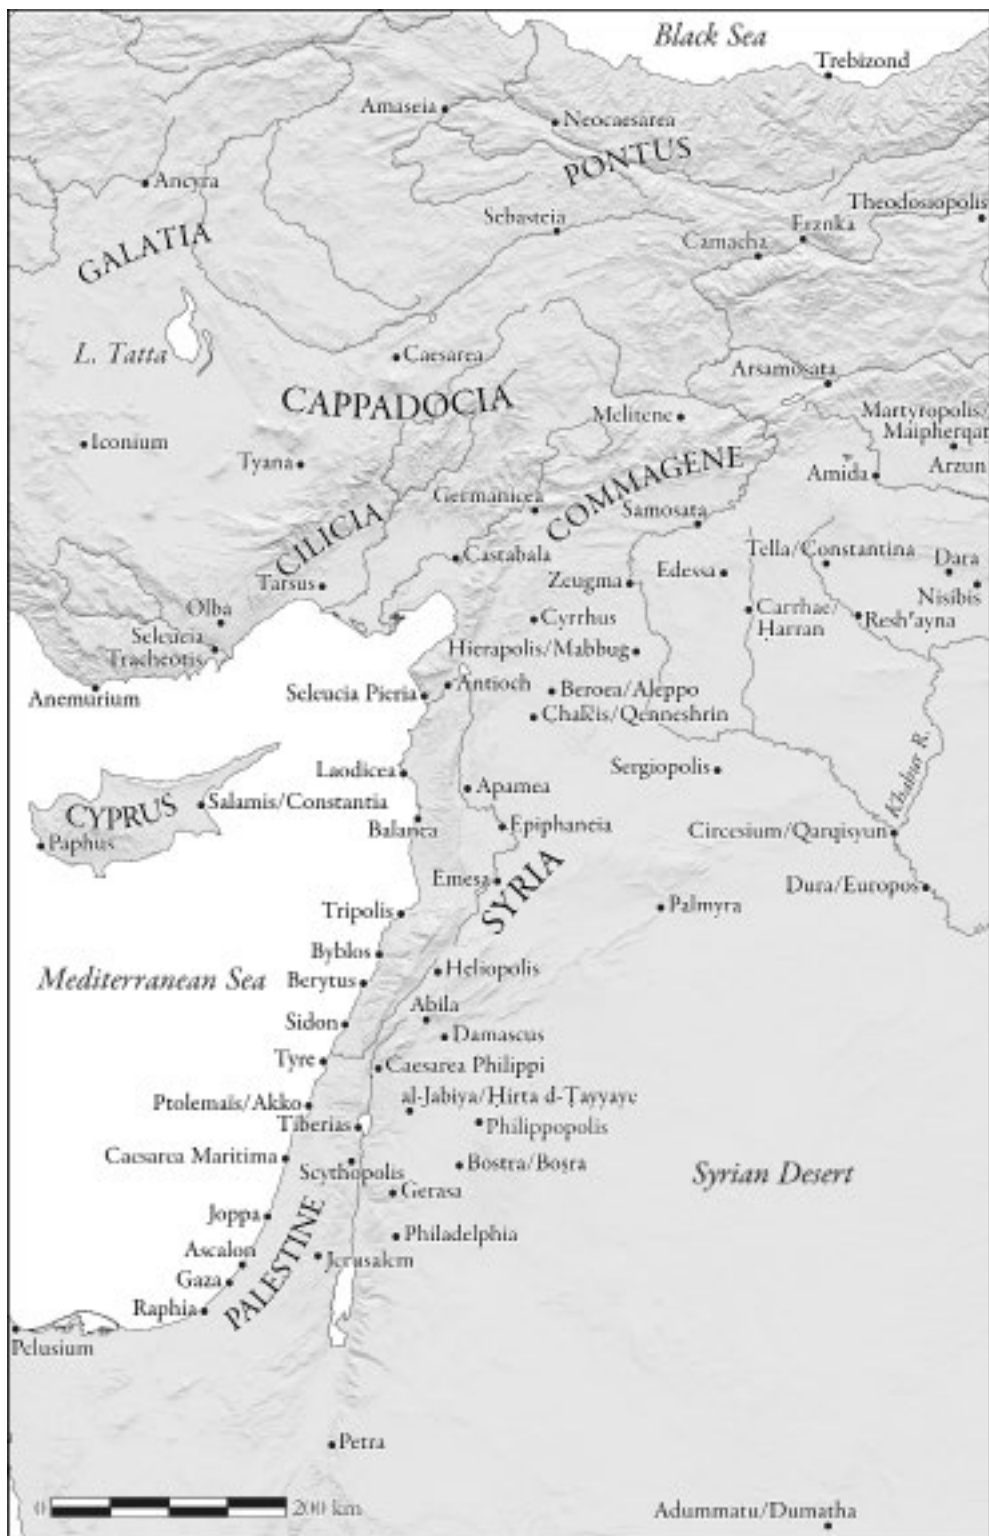 Black Sea
Trebizond
Amaseia
Neocaesarea
PONTUS
Ancyra
Theodosiopolis
Sebasteia
Erznka
GALATIA
Camacha
L. Tatta
Caesarea
Arsamosata
CAPPADOCIA
Melitene
Martyropolis/
Maipherqat
Iconium
Tyana
COMMAGENE
Amida
Arzun
Germanicea
Samosata
CILICIA
Castabala
Tella/Constantina
Dara
Tarsus
Zeugma
Edessa
Nisibis
Olba
Cyrrhus
Carrhae/
Harran
Resh'ayna
Seleucia
Tracheotis
Hierapolis/Mabbug
Anemurium
Seleucia Pieria
Antioch
Beroea/Aleppo
Chalcis/Qenneshrin
Laodicea
Sergiopolis
Khabur R.
Apamea
CYPRUS
Salamis/Constantia
Balanea
Epiphaneia
Circesium/Qarqisyun
Paphus
Emesa
SYRIA
Dura/Europos
Tripolis
Palmyra
Byblos
Mediterranean Sea
Berytus
Heliopolis
Abila
Sidon
Damascus
Tyre
Caesarea Philippi
Ptolemaïs/Akko
al-Jabiya/Ḥirta d-Ṭayyaye
Tiberias
Philippopolis
Caesarea Maritima
Scythopolis
Bostra/Boṣra
Syrian Desert
Gerasa
Joppa
Philadelphia
Ascalon
Jerusalem
PALESTINE
Gaza
Raphia
Pelusium
Petra
0 200 km
Adummatu/Dumatha